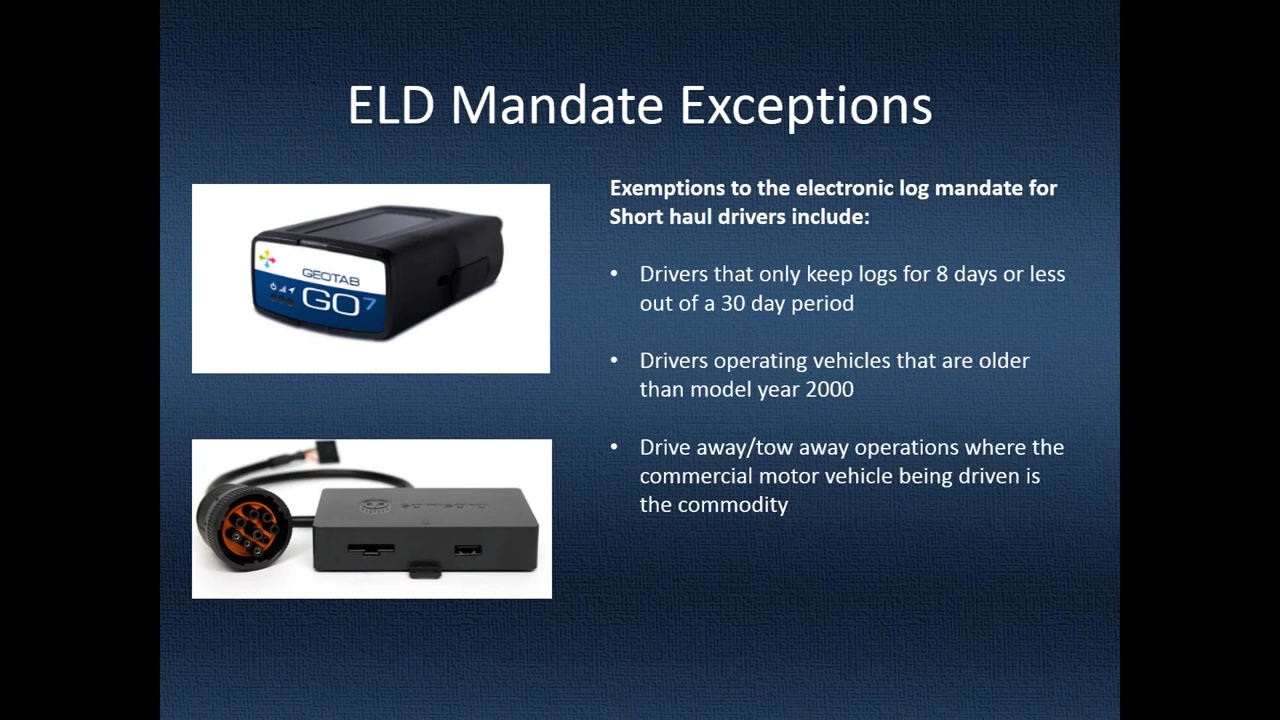 ELD Mandate Exceptions
Exemptions to the electronic log mandate for
Short haul drivers include:
• Drivers that only keep logs for 8 days or less
out of a 30 day period
• Drivers operating vehicles that are older
than model year 2000
• Drive away/tow away operations where the
commercial motor vehicle being driven is
the commodity
GEOTAB
GO 7